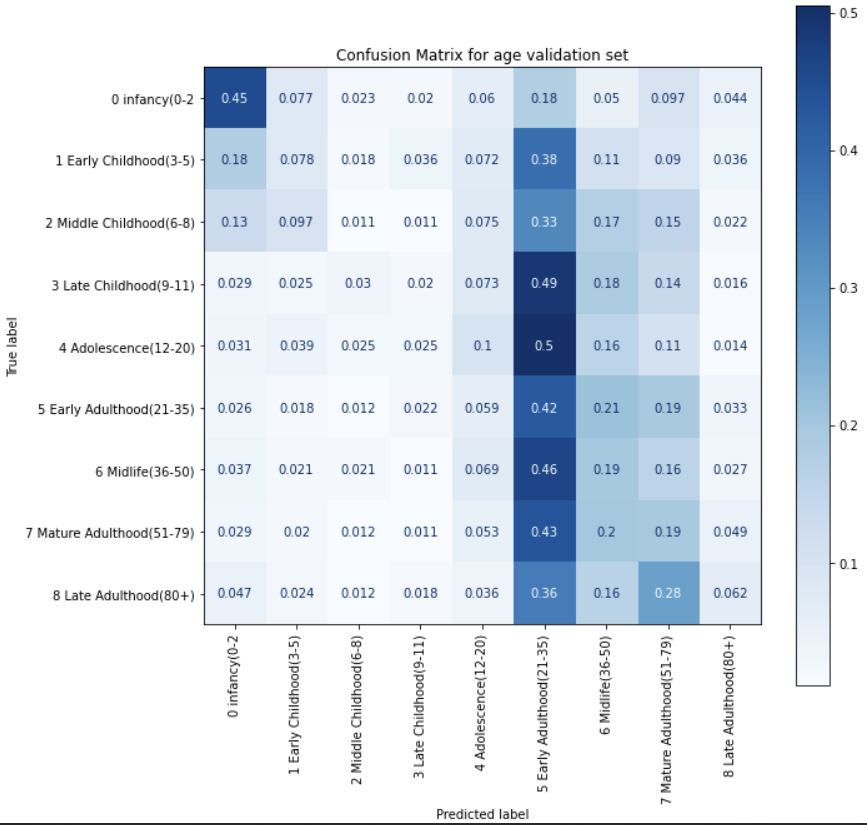 Confusion Matrix for age validation set
True label
0 infancy(0-2 0.45 0.077 0.023 0.02 0.06 0.18 0.05 0.097 0.044
1 Early Childhood(3-5) 0.18 0.078 0.018 0.036 0.072 0.38 0.11 0.09 0.036
2 Middle Childhood(6-8) 0.13 0.097 0.011 0.011 0.075 0.33 0.17 0.15 0.022
3 Late Childhood(9-11) 0.029 0.025 0.03 0.02 0.073 0.49 0.18 0.14 0.016
4 Adolescence(12-20) 0.031 0.039 0.025 0.025 0.1 0.5 0.16 0.11 0.014
5 Early Adulthood(21-35) 0.026 0.018 0.012 0.022 0.059 0.42 0.21 0.19 0.033
6 Midlife(36-50) 0.037 0.021 0.021 0.011 0.069 0.46 0.19 0.16 0.027
7 Mature Adulthood(51-79) 0.029 0.02 0.012 0.011 0.053 0.43 0.2 0.19 0.049
8 Late Adulthood(80+) 0.047 0.024 0.012 0.018 0.036 0.36 0.16 0.28 0.062
0 infancy(0-2
1 Early Childhood(3-5)
2 Middle Childhood(6-8)
3 Late Childhood(9-11)
4 Adolescence(12-20)
5 Early Adulthood(21-35)
6 Midlife(36-50)
7 Mature Adulthood(51-79)
8 Late Adulthood(80+)
Predicted label
0.5
0.4
0.3
0.2
0.1